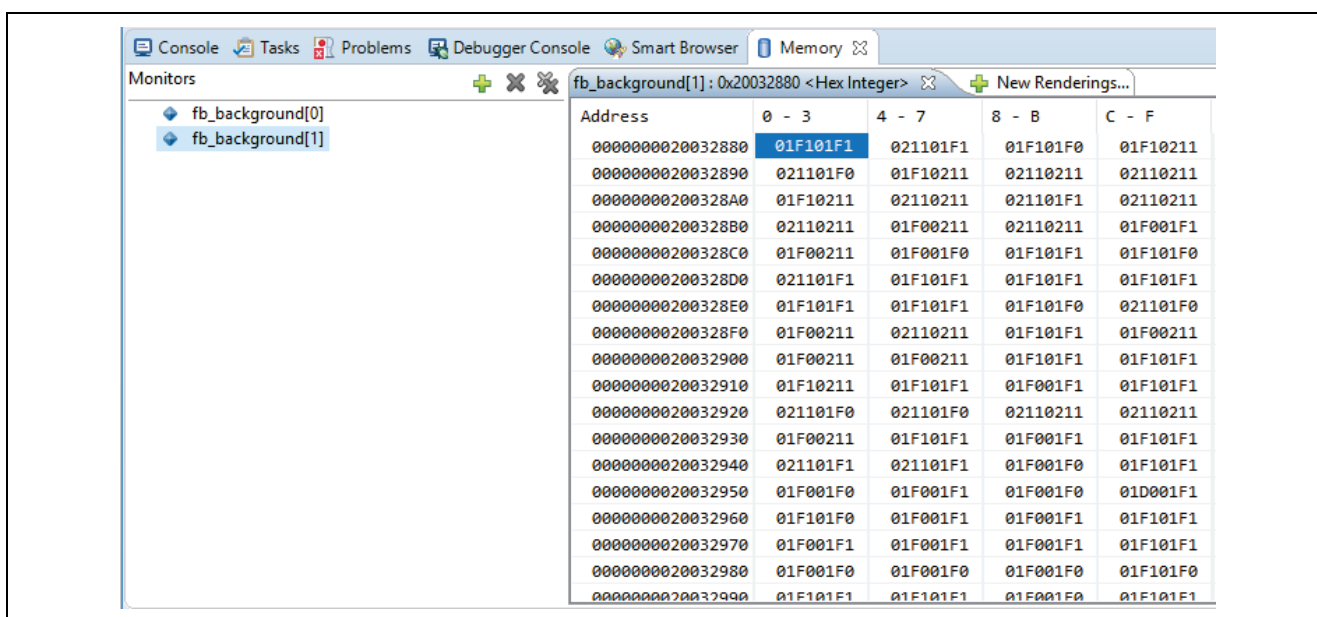 Console Tasks Problems Debugger Console Smart Browser Memory
Monitors
fb_background[0]
fb_background[1]
fb_background[1] : 0x20032880 <Hex Integer> New Renderings...
Address 0 - 3 4 - 7 8 - B C - F
0000000020032880 01F101F1 021101F1 01F101F0 01F10211
0000000020032890 021101F0 01F10211 02110211 02110211
00000000200328A0 01F10211 02110211 021101F1 02110211
00000000200328B0 02110211 01F00211 02110211 01F001F1
00000000200328C0 01F00211 01F001F0 01F101F1 01F101F0
00000000200328D0 021101F1 01F101F1 01F101F1 01F101F1
00000000200328E0 01F101F1 01F101F1 01F101F0 021101F0
00000000200328F0 01F00211 02110211 01F101F1 01F00211
0000000020032900 01F00211 01F00211 01F101F1 01F101F1
0000000020032910 01F10211 01F101F1 01F001F1 01F101F1
0000000020032920 021101F0 021101F0 02110211 02110211
0000000020032930 01F00211 01F101F1 01F001F1 01F101F1
0000000020032940 021101F1 021101F1 01F001F0 01F101F1
0000000020032950 01F001F0 01F001F1 01F001F0 01D001F1
0000000020032960 01F101F0 01F001F1 01F001F1 01F101F1
0000000020032970 01F001F1 01F001F1 01F001F1 01F101F1
0000000020032980 01F001F0 01F001F0 01F001F0 01F101F0
0000000020032990 01F101F1 01F101F1 01F001F0 01F101F1